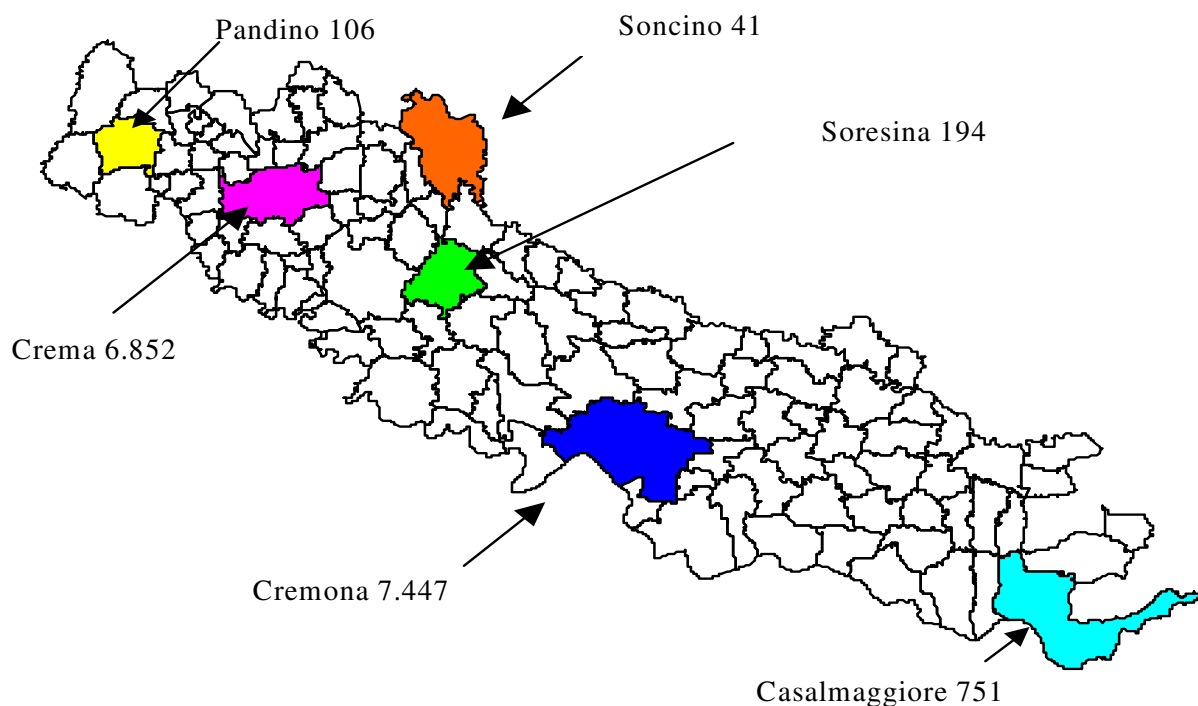 Pandino 106
Soncino 41
Soresina 194
Crema 6.852
Cremona 7.447
Casalmaggiore 751